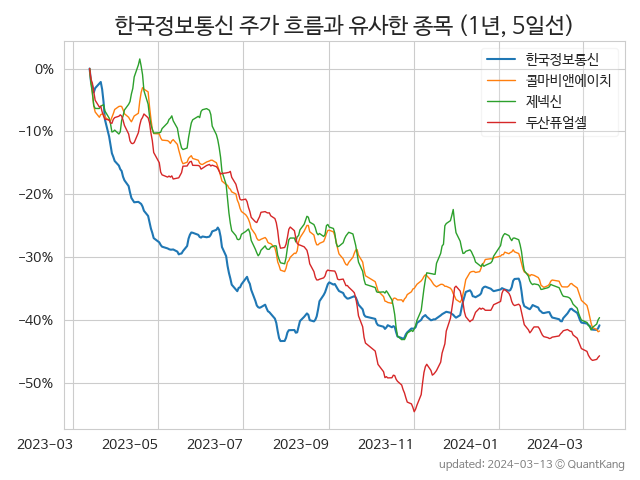 한국정보통신 주가 흐름과 유사한 종목 (1년, 5일선)
한국정보통신
콜마비앤에이치
제넥신
두산퓨얼셀
0%
−10%
−20%
−30%
−40%
−50%
2023−03
2023−05
2023−07
2023−09
2023−11
2024−01
2024−03
updated: 2024-03-13 © QuantKang